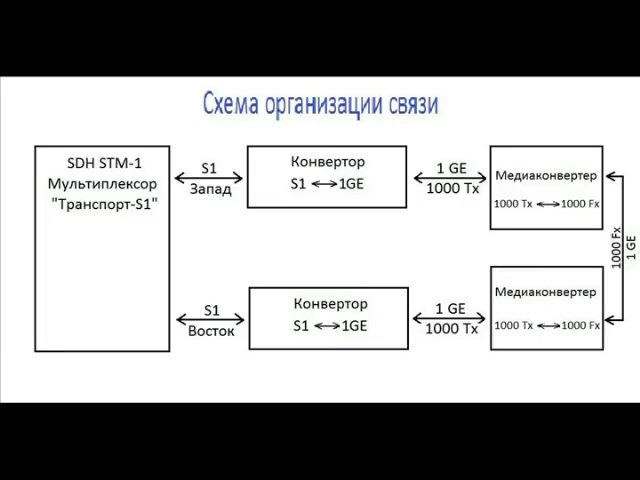 Схема организации связи
SDH STM-1
Мультиплексор
"Транспорт-S1"
S1
Запад
Конвертор
S1 ⟷ 1GE
1 GE
1000 Tx
Медиаконвертер
1000 Tx ⟷ 1000 Fx
1000 Fx
1 GE
S1
Восток
Конвертор
S1 ⟷ 1GE
1 GE
1000 Tx
Медиаконвертер
1000 Tx ⟷ 1000 Fx